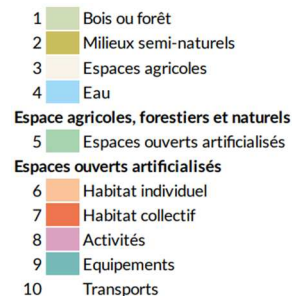 1 Bois ou forêt
2 Milieux semi-naturels
3 Espaces agricoles
4 Eau
Espace agricoles, forestiers et naturels
5 Espaces ouverts artificialisés
Espaces ouverts artificialisés
6 Habitat individuel
7 Habitat collectif
8 Activités
9 Equipements
10 Transports